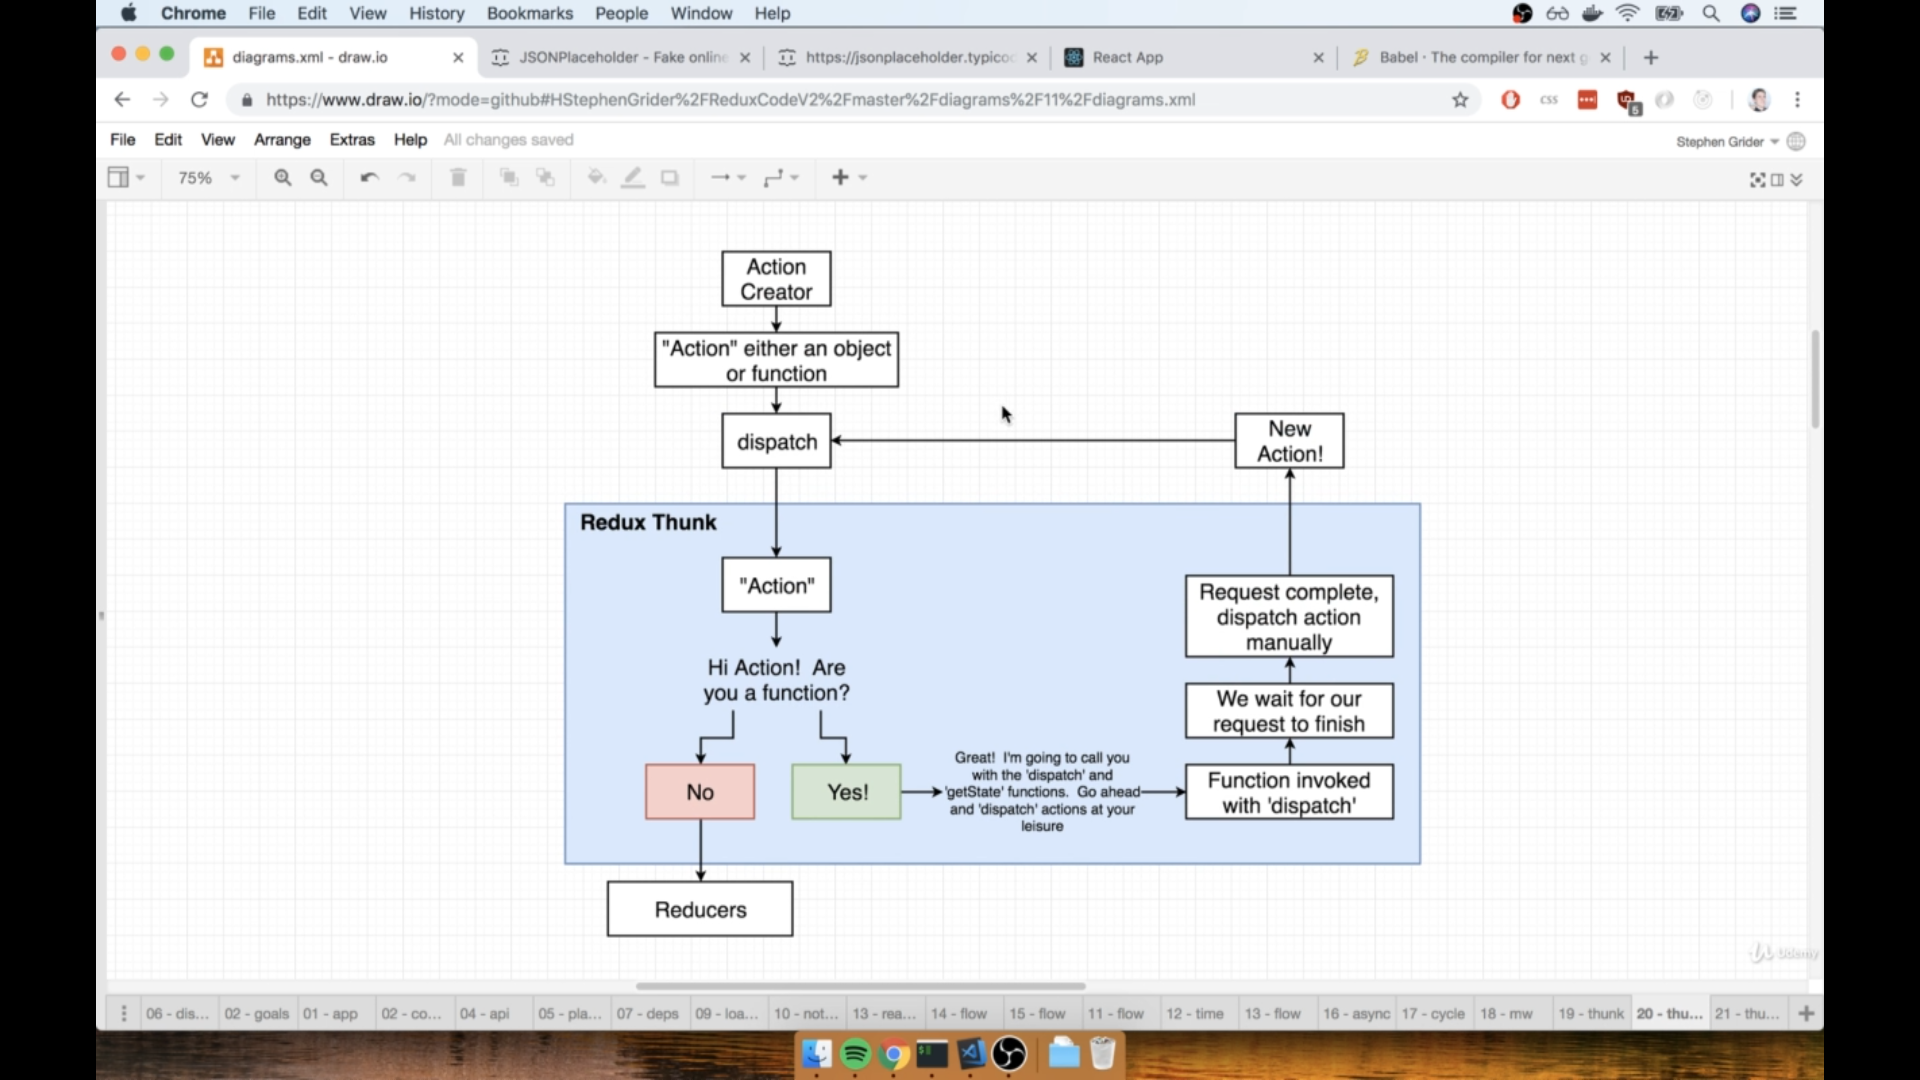 Chrome File Edit View History Bookmarks People Window Help
diagrams.xml - draw.io
JSONPlaceholder - Fake online
https://jsonplaceholder.typicoc
React App
Babel · The compiler for next g
https://www.draw.io/?mode=github#HStephenGrider%2FReduxCodeV2%2Fmaster%2Fdiagrams%2F11%2Fdiagrams.xml
css
5
File Edit View Arrange Extras Help All changes saved
Stephen Grider
75%
Action
Creator
"Action" either an object
or function
dispatch
New
Action!
Redux Thunk
"Action"
Hi Action! Are
you a function?
No
Yes!
Great! I'm going to call you
with the 'dispatch' and
'getState' functions. Go ahead
and 'dispatch' actions at your
leisure
Function invoked
with 'dispatch'
We wait for our
request to finish
Request complete,
dispatch action
manually
Reducers
Udemy
06 - dis... 02 - goals 01 - app 02 - co... 04 - api 05 - pla... 07 - deps 09 - loa... 10 - not... 13 - rea... 14 - flow 15 - flow 11 - flow 12 - time 13 - flow 16 - async 17 - cycle 18 - mw 19 - thunk 20 - thu... 21 - thu...